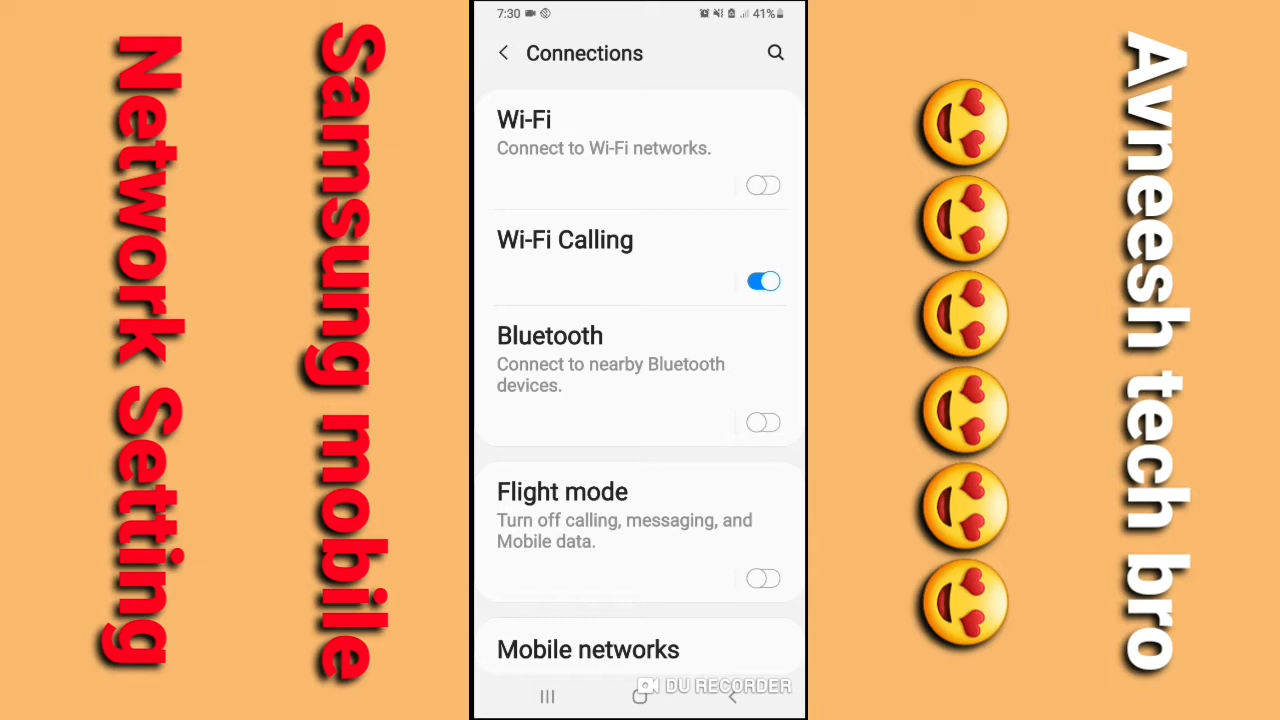 Network Setting
Samsung mobile
7:30 41%
Connections
Wi-Fi
Connect to Wi-Fi networks.
Wi-Fi Calling
Bluetooth
Connect to nearby Bluetooth
devices.
Flight mode
Turn off calling, messaging, and
Mobile data.
Mobile networks
DU RECORDER
Avneesh tech bro